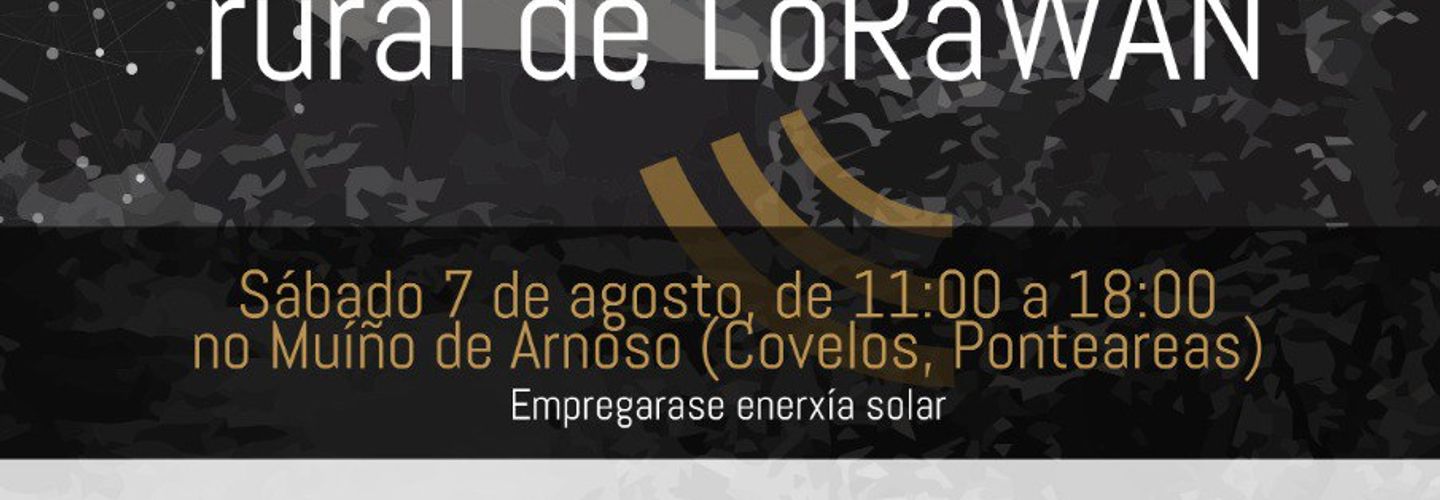 rural de LoRaWAN
Sábado 7 de agosto, de 11:00 a 18:00
no Muíño de Arnoso (Covelos, Ponteareas)
Empregarase enerxía solar